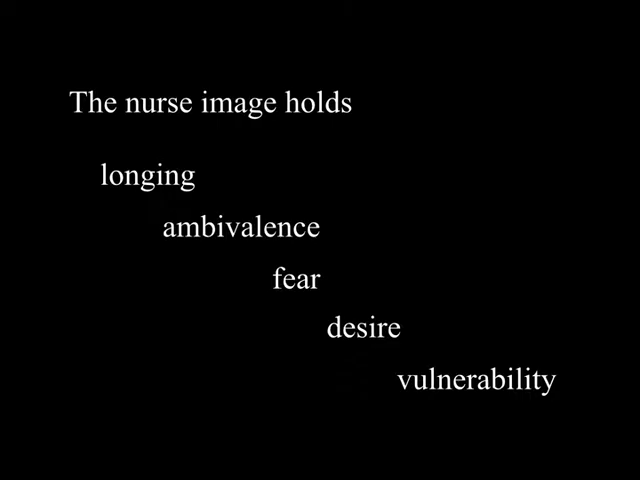 The nurse image holds
longing
ambivalence
fear
desire
vulnerability